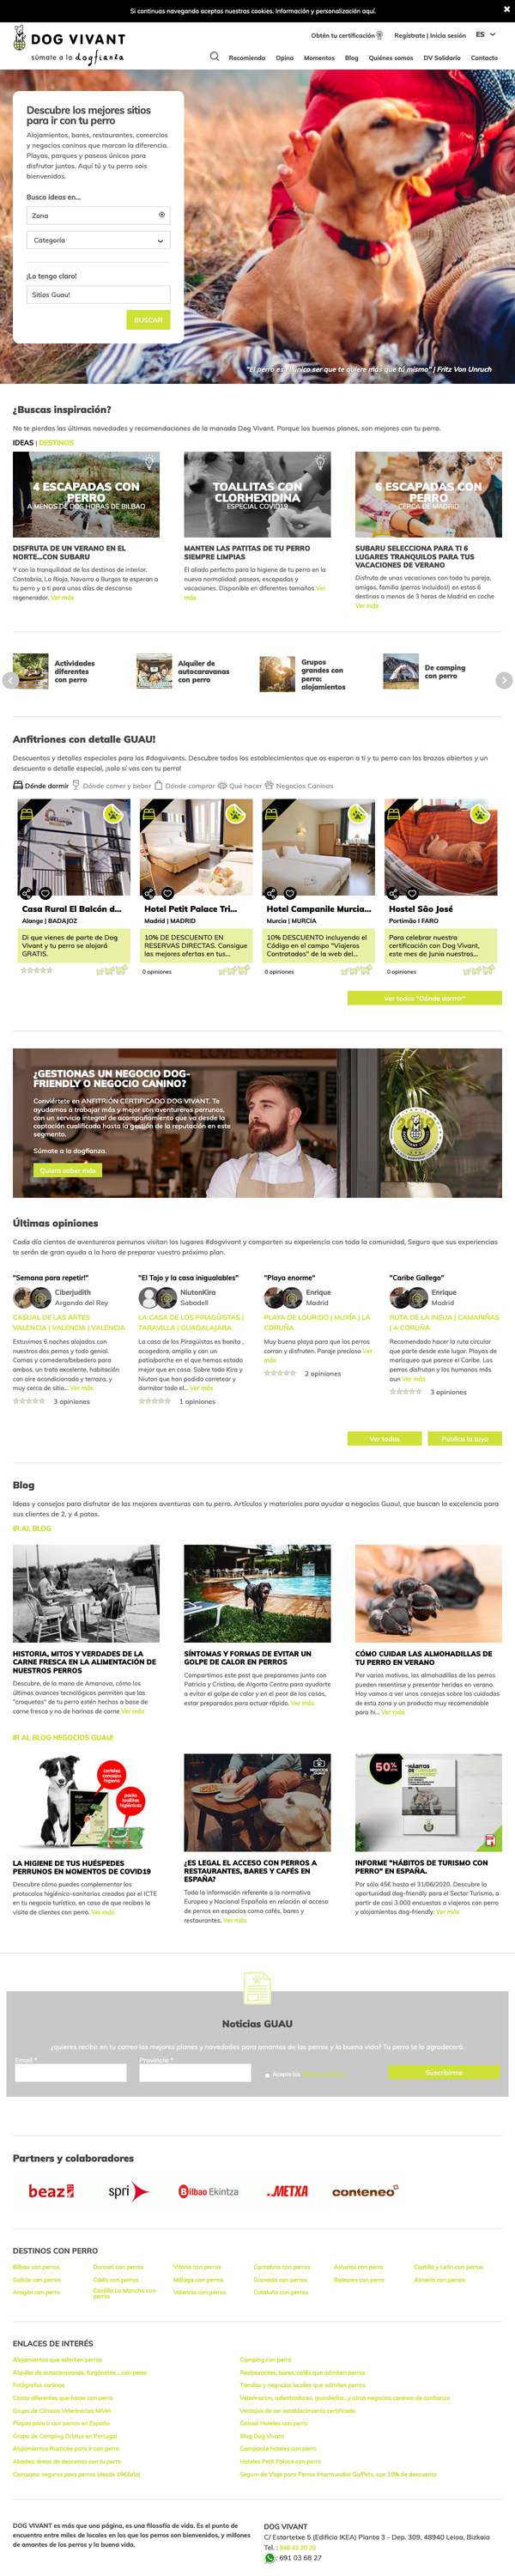 Si continuas navegando aceptas nuestras cookies. Información y personalización aquí.
DOG VIVANT
súmate a la dogfianza
Obtén tu certificación
Regístrate | Inicia sesión
ES
Recomienda Opina Momentos Blog Quiénes somos DV Solidario Contacto
Descubre los mejores sitios
para ir con tu perro
Alojamientos, bares, restaurantes, comercios
y negocios caninos que marcan la diferencia.
Playas, parques y paseos únicos para
disfrutar juntos. Aquí tú y tu perro sois
bienvenidos.
Busco ideas en...
Zona
Categoría
¡Lo tengo claro!
Sitios Guau!
BUSCAR
"El perro es el único ser que te quiere más que tú mismo" | Fritz Von Unruch
¿Buscas inspiración?
No te pierdas las últimas novedades y recomendaciones de la manada Dog Vivant. Porque los buenos planes, son mejores con tu perro.
IDEAS | DESTINOS
4 ESCAPADAS CON
PERRO
A MENOS DE DOS HORAS DE BILBAO
DISFRUTA DE UN VERANO EN EL
NORTE...CON SUBARU
Y con la tranquilidad de los destinos de interior.
Cantabria, La Rioja, Navarra o Burgos te esperan a
tu perro y a ti para unos días de descanso
regenerador. Ver más
TOALLITAS CON
CLORHEXIDINA
ESPECIAL COVID19
MANTEN LAS PATITAS DE TU PERRO
SIEMPRE LIMPIAS
El aliado perfecto para la higiene de tu perro en la
nueva normalidad: paseos, escapadas y
vacaciones. Disponible en diferentes tamaños Ver
más
6 ESCAPADAS CON
PERRO
CERCA DE MADRID
SUBARU SELECCIONA PARA TI 6
LUGARES TRANQUILOS PARA TUS
VACACIONES DE VERANO
Disfruta de unas vacaciones con toda tu pareja,
amigos, familia (perros incluidos) en estos 6
destinos a menos de 3 horas de Madrid en coche
Ver más
Actividades
diferentes
con perro
Alquiler de
autocaravanas
con perro
Grupos
grandes con
perro:
alojamientos
De camping
con perro
Anfitriones con detalle GUAU!
Descuentos y detalles especiales para los #dogvivants. Descubre todos los establecimientos que os esperan a ti y tu perro con los brazos abiertos y un
descuento o detalle especial, ¡solo si vas con tu perro!
Dónde dormir Dónde comer y beber Dónde comprar Qué hacer Negocios Caninos
Casa Rural El Balcón d...
Alange | BADAJOZ
Di que vienes de parte de Dog
Vivant y tu perro se alojará
GRATIS.
Hotel Petit Palace Tri...
Madrid | MADRID
10% DE DESCUENTO EN
RESERVAS DIRECTAS. Consigue
las mejores ofertas en tus...
0 opiniones
Hotel Campanile Murcia...
Murcia | MURCIA
10% DESCUENTO incluyendo el
Código en el campo "Viajeros
Contratados" de la web del...
0 opiniones
Hostel São José
Portimão | FARO
Para celebrar nuestra
certificación con Dog Vivant,
este mes de Junio nuestros...
0 opiniones
Ver todos "Dónde dormir"
¿GESTIONAS UN NEGOCIO DOG-
FRIENDLY O NEGOCIO CANINO?
Conviértete en ANFITRIÓN CERTIFICADO DOG VIVANT. Te
ayudamos a trabajar más y mejor con aventureros perrunos,
con un servicio integral de acompañamiento que va desde la
captación cualificada hasta la gestión de la reputación en este
segmento.
Súmate a la dogfianza.
Quiero saber más
Últimas opiniones
Cada día cientos de aventureros perrunos visitan los lugares #dogvivant y comparten su experiencia con toda la comunidad, Seguro que sus experiencias
te serán de gran ayuda a la hora de preparar vuestro próximo plan.
"Semana para repetir!"
Ciberjudith
Arganda del Rey
CASUAL DE LAS ARTES
VALENCIA | VALENCIA | VALENCIA
Estuvimos 6 noches alojados con
nuestros dos perros y todo genial.
Camas y comedero/bebedero para
ambos, un trato excelente, habitación
con aire acondicionado y terraza, y
muy cerca de sitio... Ver más
3 opiniones
"El Tajo y la casa inigualables"
NiutonKira
Sabadell
LA CASA DE LOS PIRAGÜISTAS |
TARAVILLA | GUADALAJARA
La casa de los Piragüistas es bonita ,
acogedora, amplia y con un
patio/porche en el que hemos estado
mejor que en casa. Sobre todo Kira y
Niuton que han podido corretear y
dormitar todo el... Ver más
1 opiniones
"Playa enorme"
Enrique
Madrid
PLAYA DE LOURIDO | MUXÍA | LA
CORUÑA
Muy buena playa para que los perros
corran y disfruten. Paraje precioso Ver
más
2 opiniones
"Caribe Gallego"
Enrique
Madrid
RUTA DE LA INSUA | CAMARIÑAS
| A CORUÑA
Recomendado hacer la ruta circular
que parte desde este lugar. Playas de
marisqueo que parece el Caribe. Los
perros disfrutan y los humanos más
aun Ver más
3 opiniones
Ver todas
Publica la tuya
Blog
Ideas y consejos para disfrutar de las mejores aventuras con tu perro. Artículos y materiales para ayudar a negocios Guau!, que buscan la excelencia para
sus clientes de 2, y 4 patas.
IR AL BLOG
HISTORIA, MITOS Y VERDADES DE LA
CARNE FRESCA EN LA ALIMENTACIÓN DE
NUESTROS PERROS
Descubre, de la mano de Amanova, cómo los
últimos avances tecnológicos permiten que las
"croquetas" de tu perro estén hechas a base de
carne fresca y no de harinas de carne Ver más
SÍNTOMAS Y FORMAS DE EVITAR UN
GOLPE DE CALOR EN PERROS
Compartimos este post que preparamos junto con
Patricia y Cristina, de Algorta Centro para ayudarte
a evitar el golpe de calor y en el peor de los casos,
estar preparados para actuar rápido. Ver más
CÓMO CUIDAR LAS ALMOHADILLAS DE
TU PERRO EN VERANO
Por varios motivos, las almohadillas de los perros
pueden resentirse y presentar heridas en verano.
Hoy vamos a ver unos consejos sobre los cuidados
de esta zona y un producto muy recomendable
para hi... Ver más
IR AL BLOG NEGOCIOS GUAU!
LA HIGIENE DE TUS HUÉSPEDES
PERRUNOS EN MOMENTOS DE COVID19
Descubre cómo puedes complementar los
protocolos higiénico-sanitarios creados por el ICTE
en tu negocio turístico, en caso de que recibas la
visita de clientes con perro. Ver más
¿ES LEGAL EL ACCESO CON PERROS A
RESTAURANTES, BARES Y CAFÉS EN
ESPAÑA?
Toda la información referente a la normativa
Europea y Nacional Española en relación al acceso
de perros en espacios como cafés, bares y
restaurantes. Ver más
50%
INFORME "HÁBITOS DE TURISMO CON
PERRO" EN ESPAÑA.
Por sólo 45€ hasta el 31/06/2020. Descubre la
oportunidad dog-friendly para el Sector Turismo, a
partir de casi 3.000 encuestas a viajeros con perro
y alojamientos dog-friendly. Ver más
Noticias GUAU
¿quieres recibir en tu correo los mejores planes y novedades para amantes de los perros y la buena vida? Tu perro te lo agradecerá.
Email *
Provincia *
Acepto los
Suscribirme
Partners y colaboradores
beaz
spri
Bilbao Ekintza
METXA
conteneo
DESTINOS CON PERRO
Bilbao con perros Donosti con perros Vitoria con perros Cantabria con perros Asturias con perro Castilla y León con perros
Galicia con perros Cádiz con perros Málaga con perros Granada con perros Baleares con perro Almería con perros
Aragón con perro Castilla La Mancha con perros Valencia con perros Cataluña con perros
ENLACES DE INTERÉS
Alojamientos que admiten perros
Camping con perro
Alquiler de autocaravanas, furgonetas... con perro
Restaurantes, bares, cafés que admiten perros
Fotógrafos caninos
Tiendas y negocios locales que admiten perros
Cosas diferentes que hacer con perro
Veterinarios, adiestradores, guarderías...y otros negocios caninos de confianza
Grupo de Clínicas Veterinarias MiVet
Ventajas de ser establecimiento certificado
Playas para ir con perros en España
Casual Hoteles con perro
Grupo de Camping Orbitur en Portugal
Blog Dog Vivant
Alojamientos Rusticae para ir con perro
Campanile hoteles con perro
Abades: áreas de descanso con tu perro
Hoteles Petit Palace con perro
Comparar seguros para perros (desde 10€/año)
Seguro de Viaje para Perros Intermundial Go/Pets, con 10% de descuento
DOG VIVANT es más que una página, es una filosofía de vida. Es el punto de
encuentro entre miles de locales en los que los perros son bienvenidos, y millones
de amantes de los perros y la buena vida.
DOG VIVANT
C/ Estartetxe 5 (Edificio IKEA) Planta 3 - Dep. 309, 48940 Leioa, Bizkaia
Tel. : 946 42 20 20
: 691 03 68 27